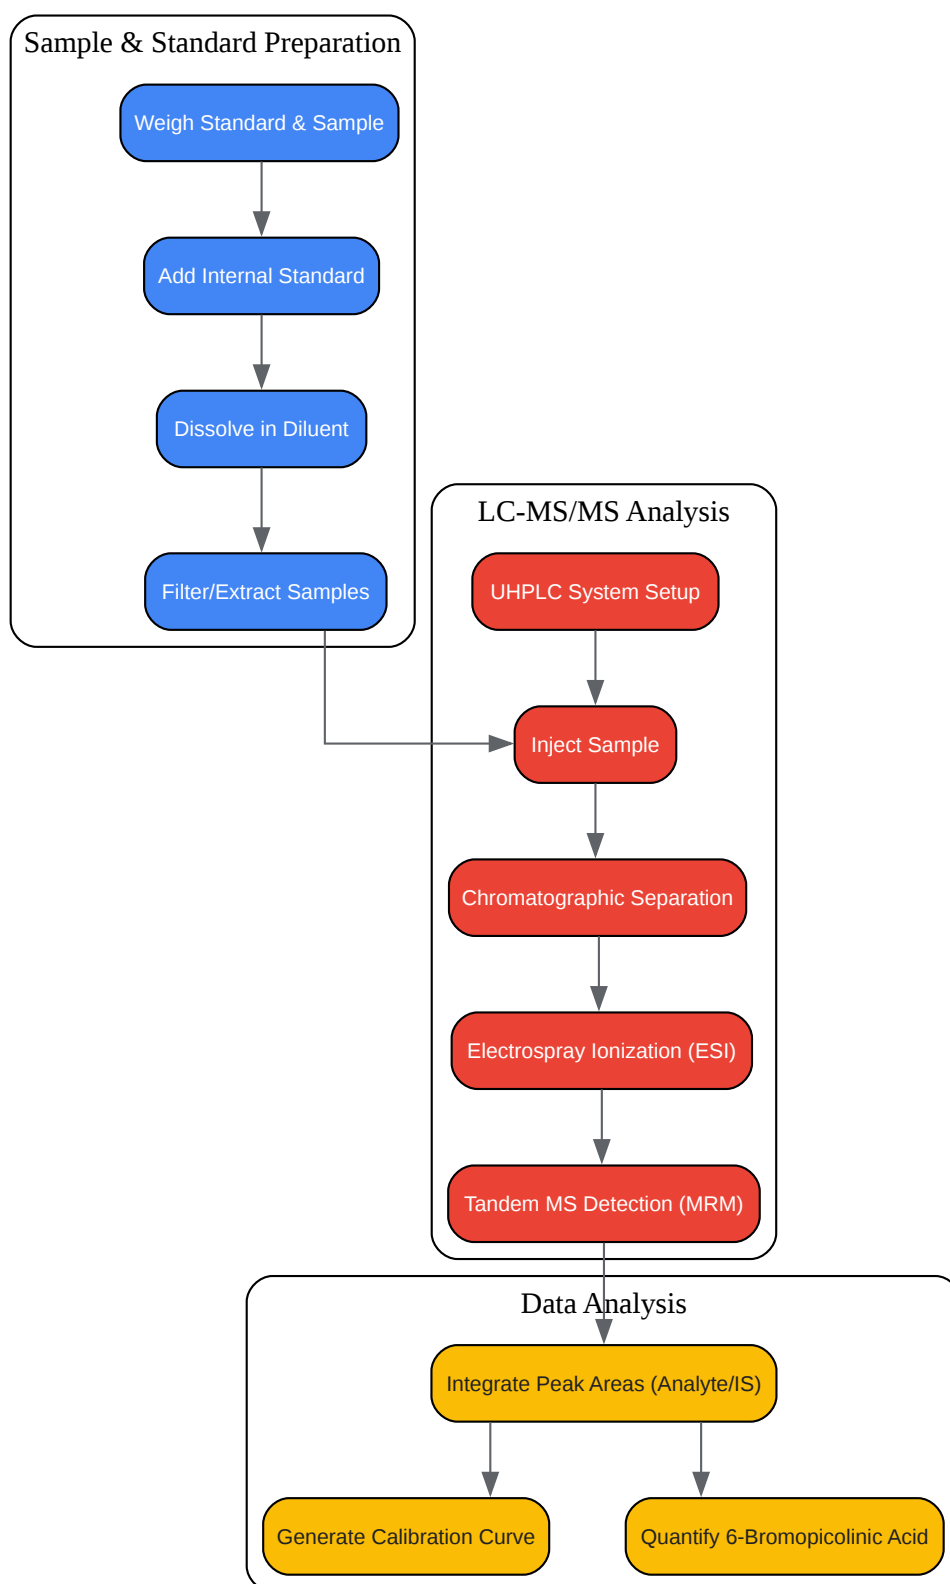 Sample & Standard Preparation
Weigh Standard & Sample
Add Internal Standard
Dissolve in Diluent
Filter/Extract Samples
LC-MS/MS Analysis
UHPLC System Setup
Inject Sample
Chromatographic Separation
Electrospray Ionization (ESI)
Tandem MS Detection (MRM)
Data Analysis
Integrate Peak Areas (Analyte/IS)
Generate Calibration Curve
Quantify 6-Bromopicolinic Acid